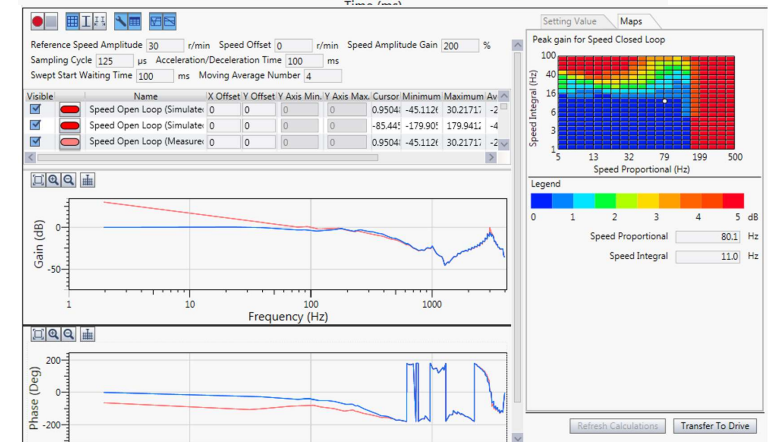 Time (ms)
Reference Speed Amplitude 30 r/min Speed Offset 0 r/min Speed Amplitude Gain 200 %
Sampling Cycle 125 µs Acceleration/Deceleration Time 100 ms
Swept Start Waiting Time 100 ms Moving Average Number 4
Visible Name X Offset Y Offset Y Axis Min. Y Axis Max. Cursor Minimum Maximum Av
Speed Open Loop (Simulate 0 0 0 0 0.9504 -45.1126 30.2171 -2
Speed Open Loop (Simulate 0 0 0 0 -85.445 -179.905 179.941 -4
Speed Open Loop (Measure 0 0 0 0 0.9504 -45.1126 30.2171 -2
Gain (dB)
0
-50
1 10 100 1000
Frequency (Hz)
Phase (Deg)
200
0
-200
Setting Value Maps
Peak gain for Speed Closed Loop
Speed Integral (Hz)
100
40
16
6
3
1
5 13 32 79 199 500
Speed Proportional (Hz)
Legend
0 1 2 3 4 5 dB
Speed Proportional 80.1 Hz
Speed Integral 11.0 Hz
Refresh Calculations Transfer To Drive